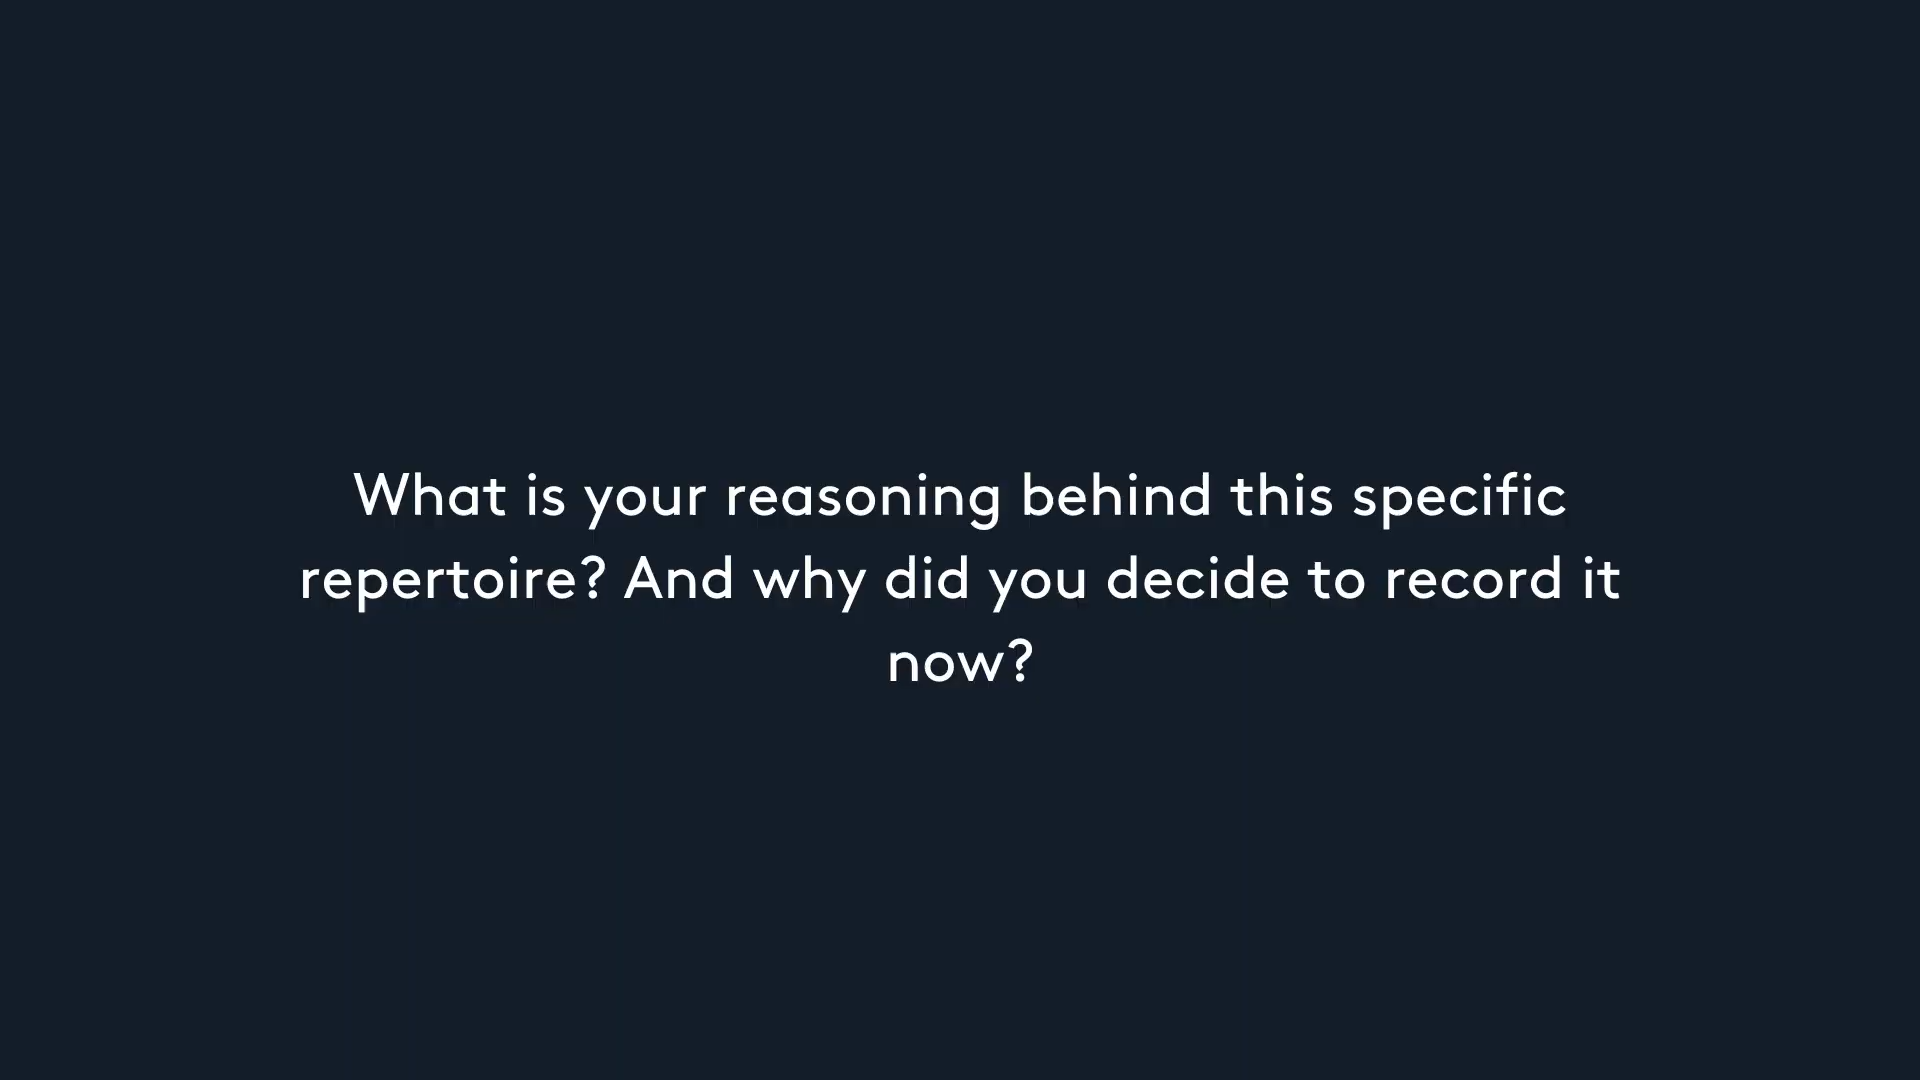 What is your reasoning behind this specific
repertoire? And why did you decide to record it
now?